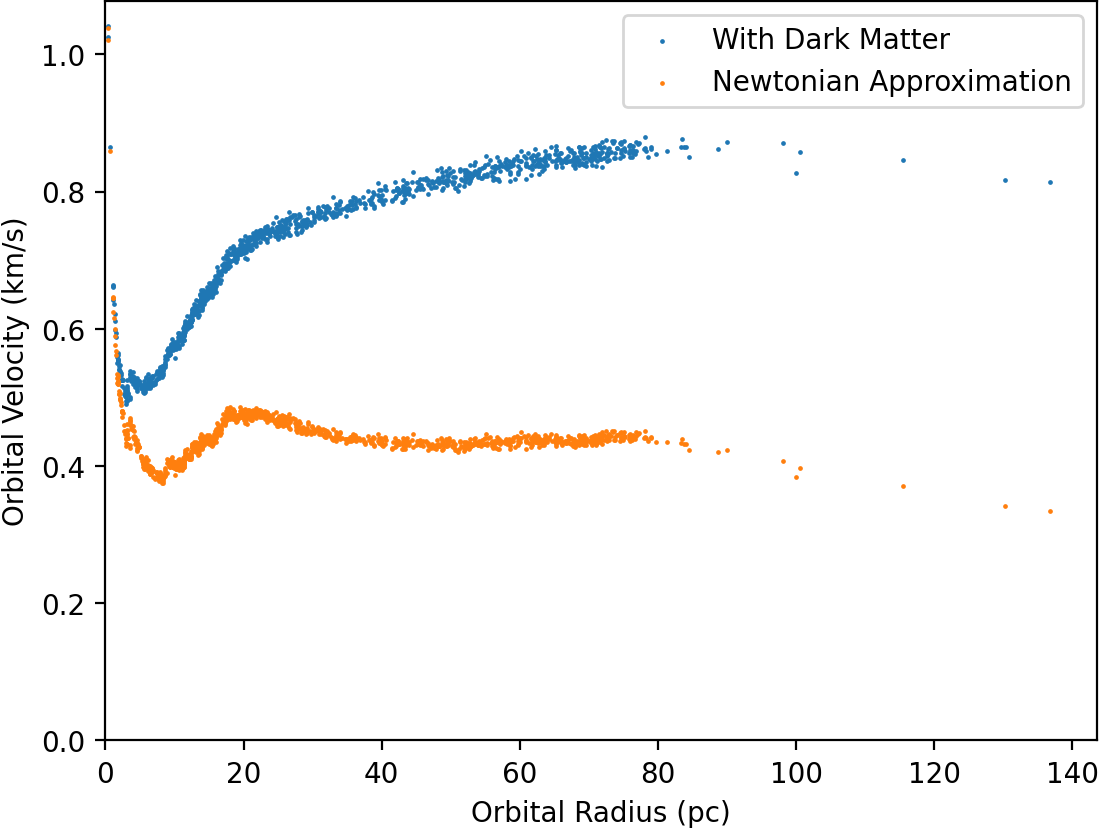 With Dark Matter
Newtonian Approximation
Orbital Velocity (km/s)
1.0
0.8
0.6
0.4
0.2
0.0
0 20 40 60 80 100 120 140
Orbital Radius (pc)